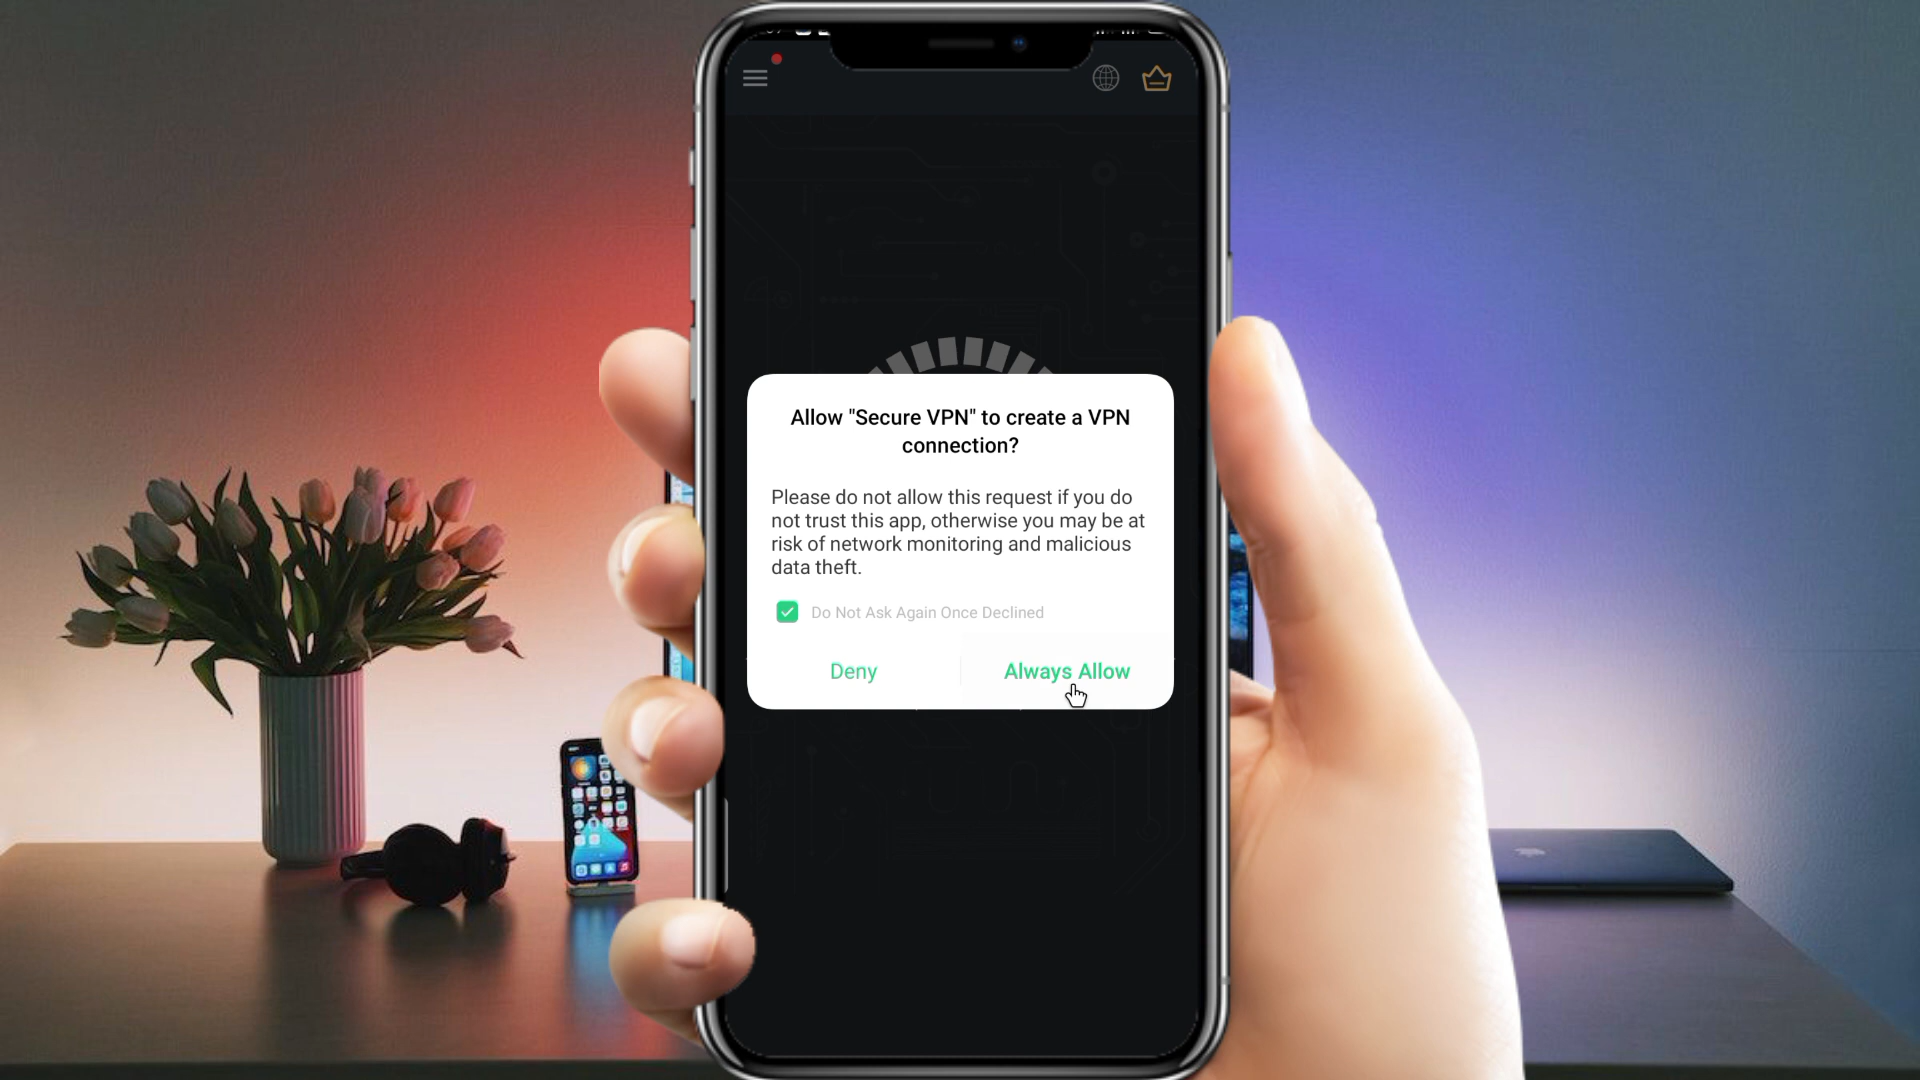 Allow "Secure VPN" to create a VPN
connection?
Please do not allow this request if you do
not trust this app, otherwise you may be at
risk of network monitoring and malicious
data theft.
Do Not Ask Again Once Declined
Deny
Always Allow